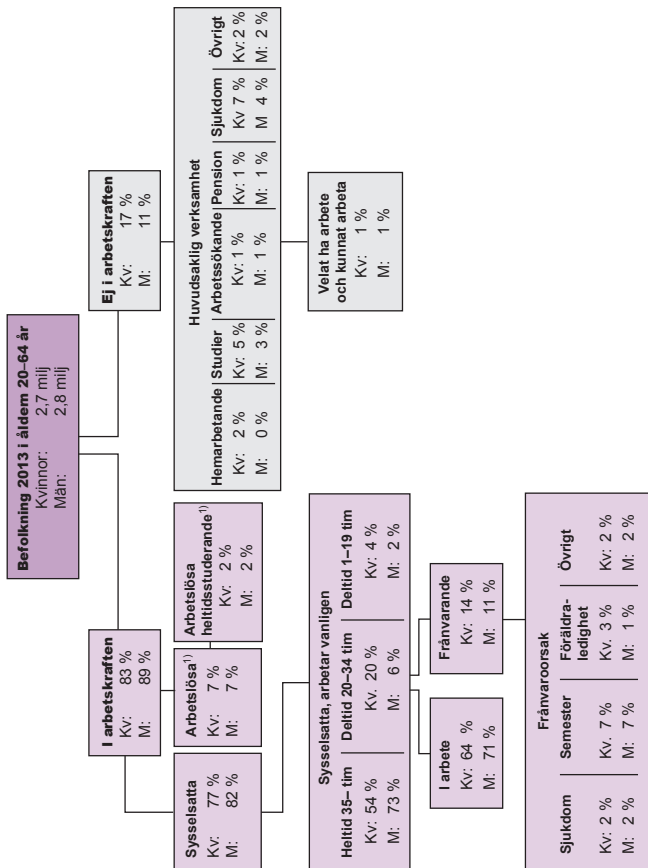 Befolkning 2013 i åldern 20–64 år
Kvinnor: 2,7 milj
Män: 2,8 milj
I arbetskraften
Kv: 83 %
M: 89 %
Ej i arbetskraften
Kv: 17 %
M: 11 %
Sysselsatta
Kv: 77 %
M: 82 %
Arbetslösa1)
Kv: 7 %
M: 7 %
Arbetslösa
heltidsstuderande1)
Kv: 2 %
M: 2 %
Huvudsaklig verksamhet
Hemarbetande Studier Arbetssökande Pension Sjukdom Övrigt
Kv: 2 % Kv: 5 % Kv: 1 % Kv: 1 % Kv 7 % Kv: 2 %
M: 0 % M: 3 % M: 1 % M: 1 % M 4 % M: 2 %
Velat ha arbete
och kunnat arbeta
Kv: 1 %
M: 1 %
Sysselsatta, arbetar vanligen
Heltid 35– tim Deltid 20–34 tim Deltid 1–19 tim
Kv: 54 % Kv. 20 % Kv: 4 %
M: 73 % M: 6 % M: 2 %
I arbete
Kv: 64 %
M: 71 %
Frånvarande
Kv: 14 %
M: 11 %
Frånvaroorsak
Sjukdom Semester Föräldra-
ledighet Övrigt
Kv: 2 % Kv. 7 % Kv. 3 % Kv: 2 %
M: 2 % M: 7 % M: 1 % M: 2 %